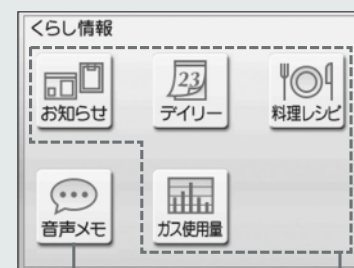 くらし情報
お知らせ
23
デイリー
料理レシピ
音声メモ
ガス使用量